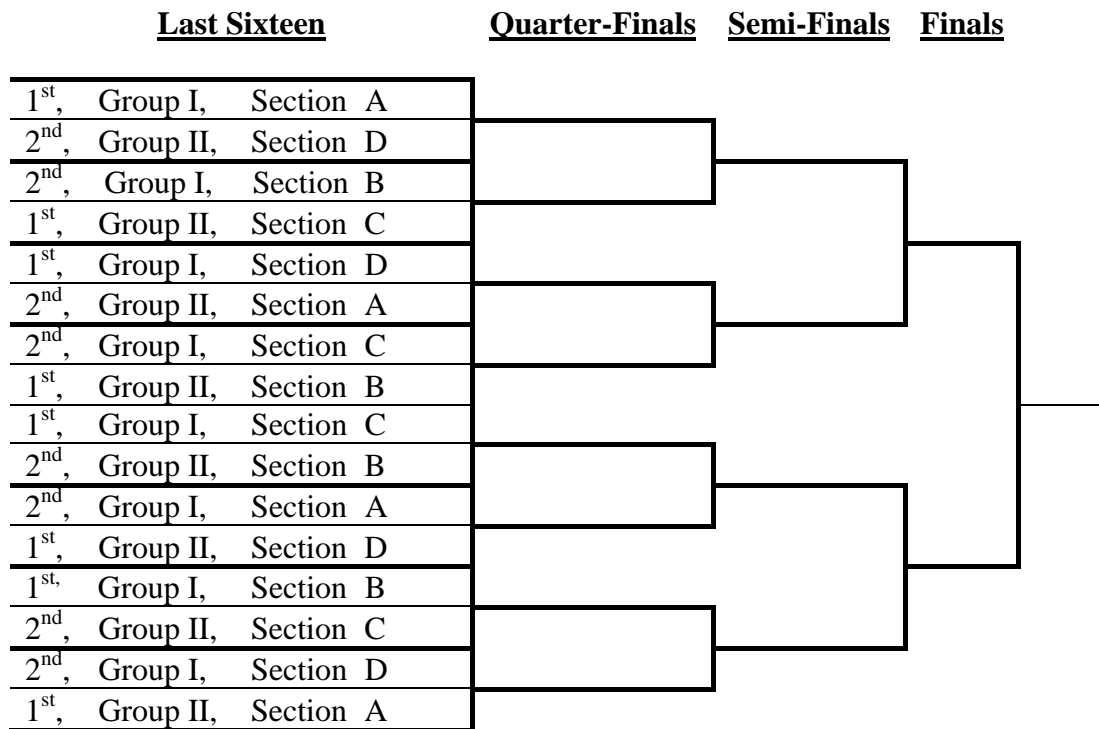 Last Sixteen Quarter-Finals Semi-Finals Finals
1st, Group I, Section A
2nd, Group II, Section D
2nd, Group I, Section B
1st, Group II, Section C
1st, Group I, Section D
2nd, Group II, Section A
2nd, Group I, Section C
1st, Group II, Section B
1st, Group I, Section C
2nd, Group II, Section B
2nd, Group I, Section A
1st, Group II, Section D
1st, Group I, Section B
2nd, Group II, Section C
2nd, Group I, Section D
1st, Group II, Section A